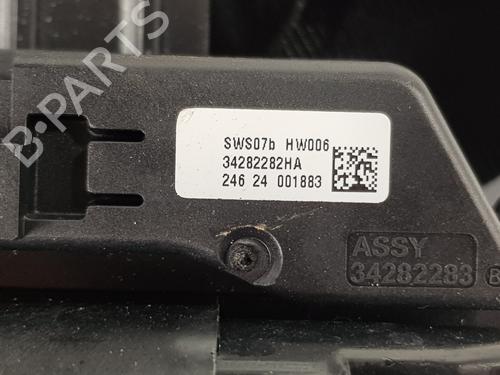 B-PARTS
SWS07b HW006
34282282HA
246 24 001883
ASSY
34282283
B